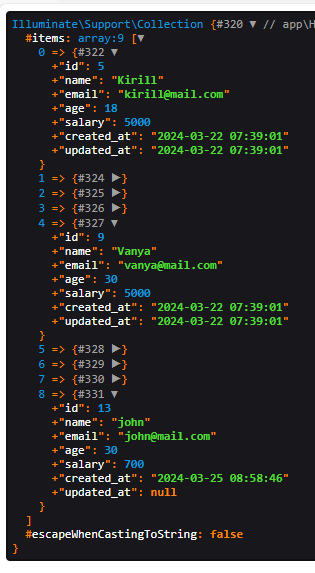 Illuminate\Support\Collection {#320 ▼ // app\H
#items: array:9 [▼
0 => {#322 ▼
+"id": 5
+"name": "Kirill"
+"email": "kirill@mail.com"
+"age": 18
+"salary": 5000
+"created_at": "2024-03-22 07:39:01"
+"updated_at": "2024-03-22 07:39:01"
}
1 => {#324 ▶}
2 => {#325 ▶}
3 => {#326 ▶}
4 => {#327 ▼
+"id": 9
+"name": "Vanya"
+"email": "vanya@mail.com"
+"age": 30
+"salary": 5000
+"created_at": "2024-03-22 07:39:01"
+"updated_at": "2024-03-22 07:39:01"
}
5 => {#328 ▶}
6 => {#329 ▶}
7 => {#330 ▶}
8 => {#331 ▼
+"id": 13
+"name": "john"
+"email": "john@mail.com"
+"age": 30
+"salary": 700
+"created_at": "2024-03-25 08:58:46"
+"updated_at": null
}
]
#escapeWhenCastingToString: false
}